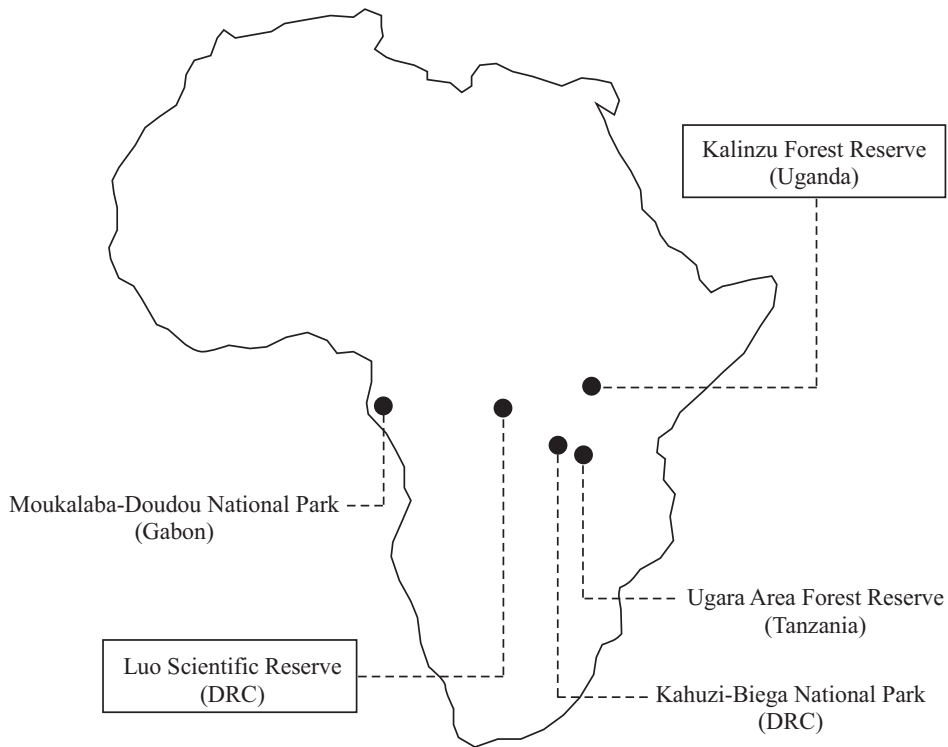 Kalinzu Forest Reserve
(Uganda)
Moukalaba-Doudou National Park
(Gabon)
Ugara Area Forest Reserve
(Tanzania)
Luo Scientific Reserve
(DRC)
Kahuzi-Biega National Park
(DRC)